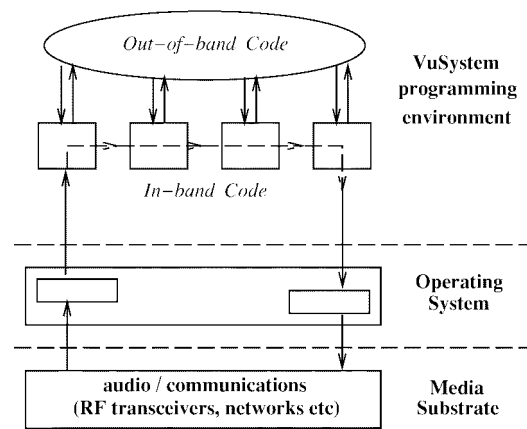 Out-of-band Code
VuSystem
programming
environment
In-band Code
Operating
System
audio / communications
(RF transceivers, networks etc)
Media
Substrate